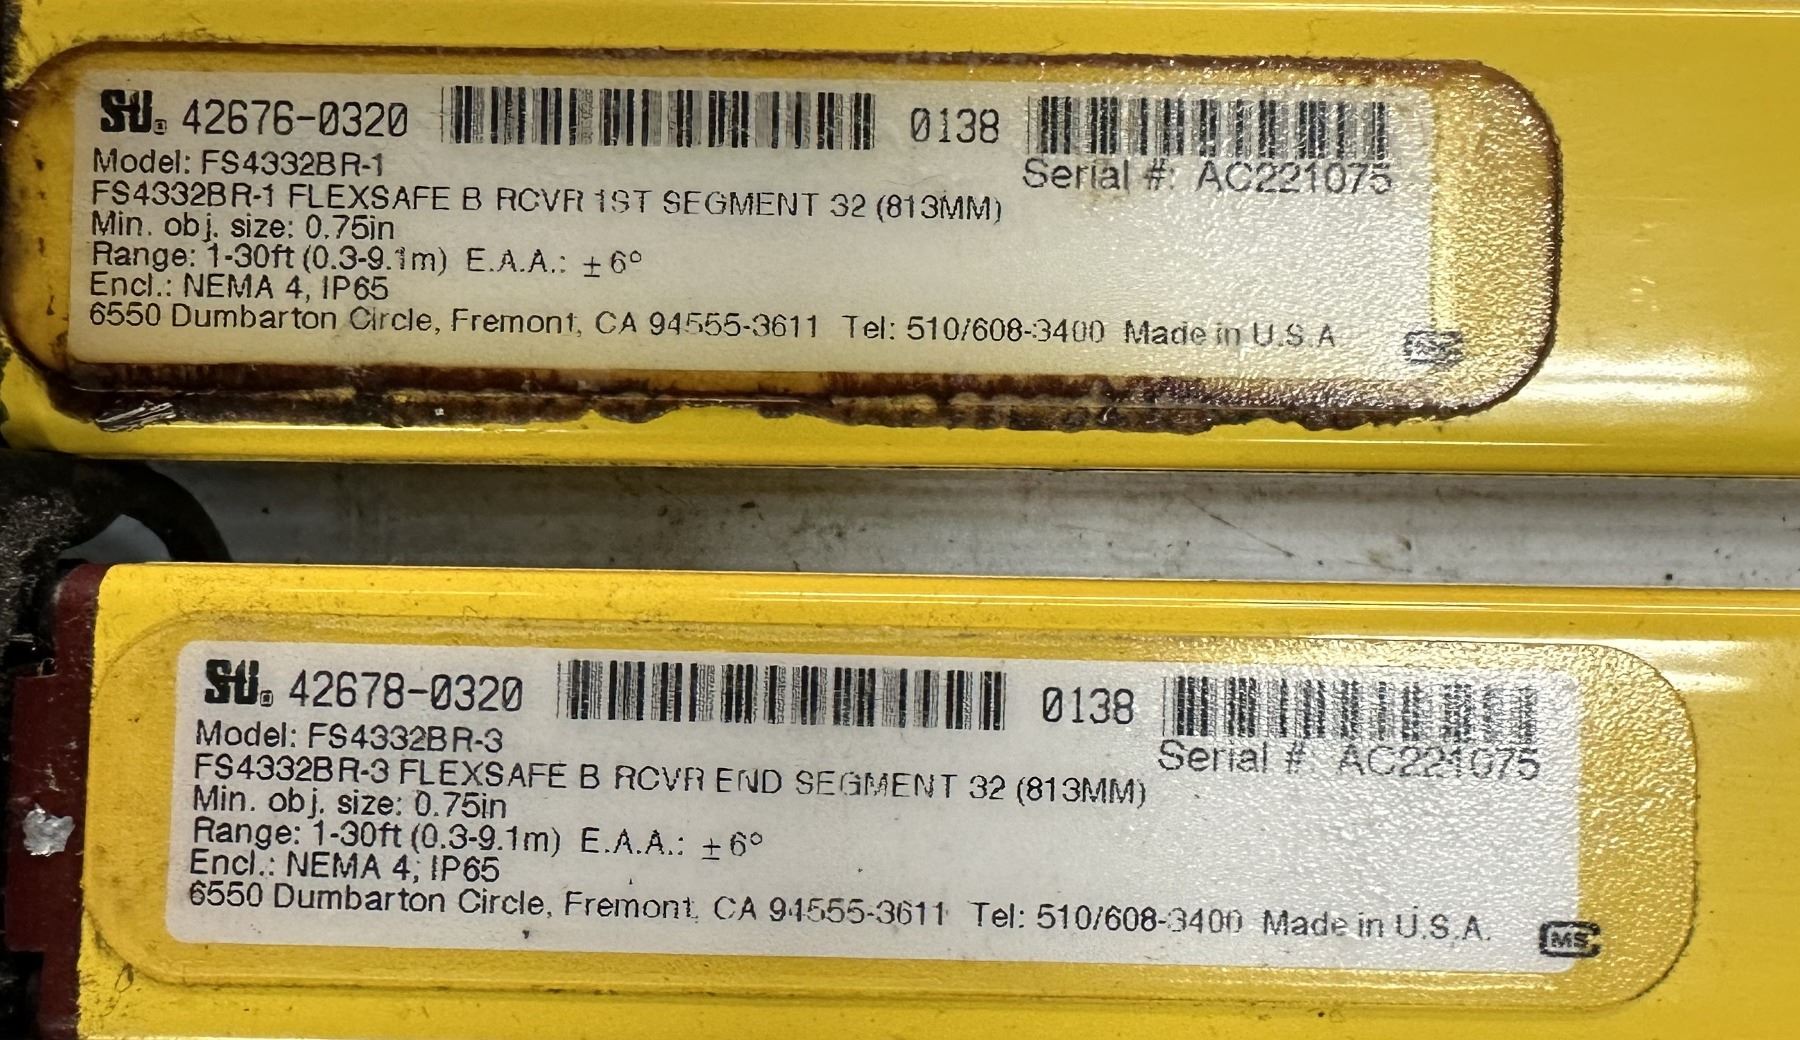 STI® 42676-0320 0138
Model: FS4332BR-1
Serial #: AC221075
FS4332BR-1 FLEXSAFE B RCVR 1ST SEGMENT 32 (813MM)
Min. obj. size: 0.75in
Range: 1-30ft (0.3-9.1m) E.A.A.: ±6°
Encl.: NEMA 4, IP65
6550 Dumbarton Circle, Fremont, CA 94555-3611 Tel: 510/608-3400 Made in U.S.A
STI® 42678-0320 0138
Model: FS4332BR-3
Serial # AC221075
FS4332BR-3 FLEXSAFE B RCVR END SEGMENT 32 (813MM)
Min. obj. size: 0.75in
Range: 1-30ft (0.3-9.1m) E.A.A.: ±6°
Encl.: NEMA 4, IP65
6550 Dumbarton Circle, Fremont, CA 94555-3611 Tel: 510/608-3400 Made in U.S.A.
MS